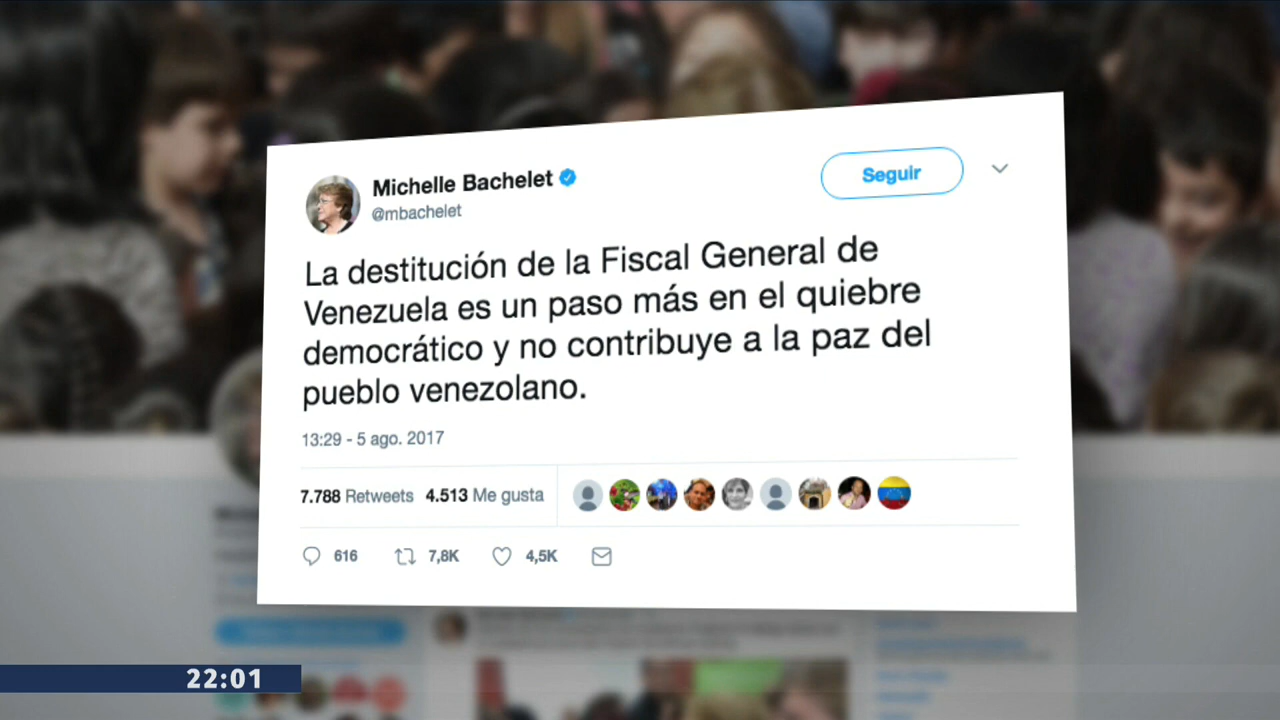 Michelle Bachelet
@mbachelet
Seguir
La destitución de la Fiscal General de
Venezuela es un paso más en el quiebre
democrático y no contribuye a la paz del
pueblo venezolano.
13:29 - 5 ago. 2017
7.788 Retweets 4.513 Me gusta
616 7,8K 4,5K
22:01